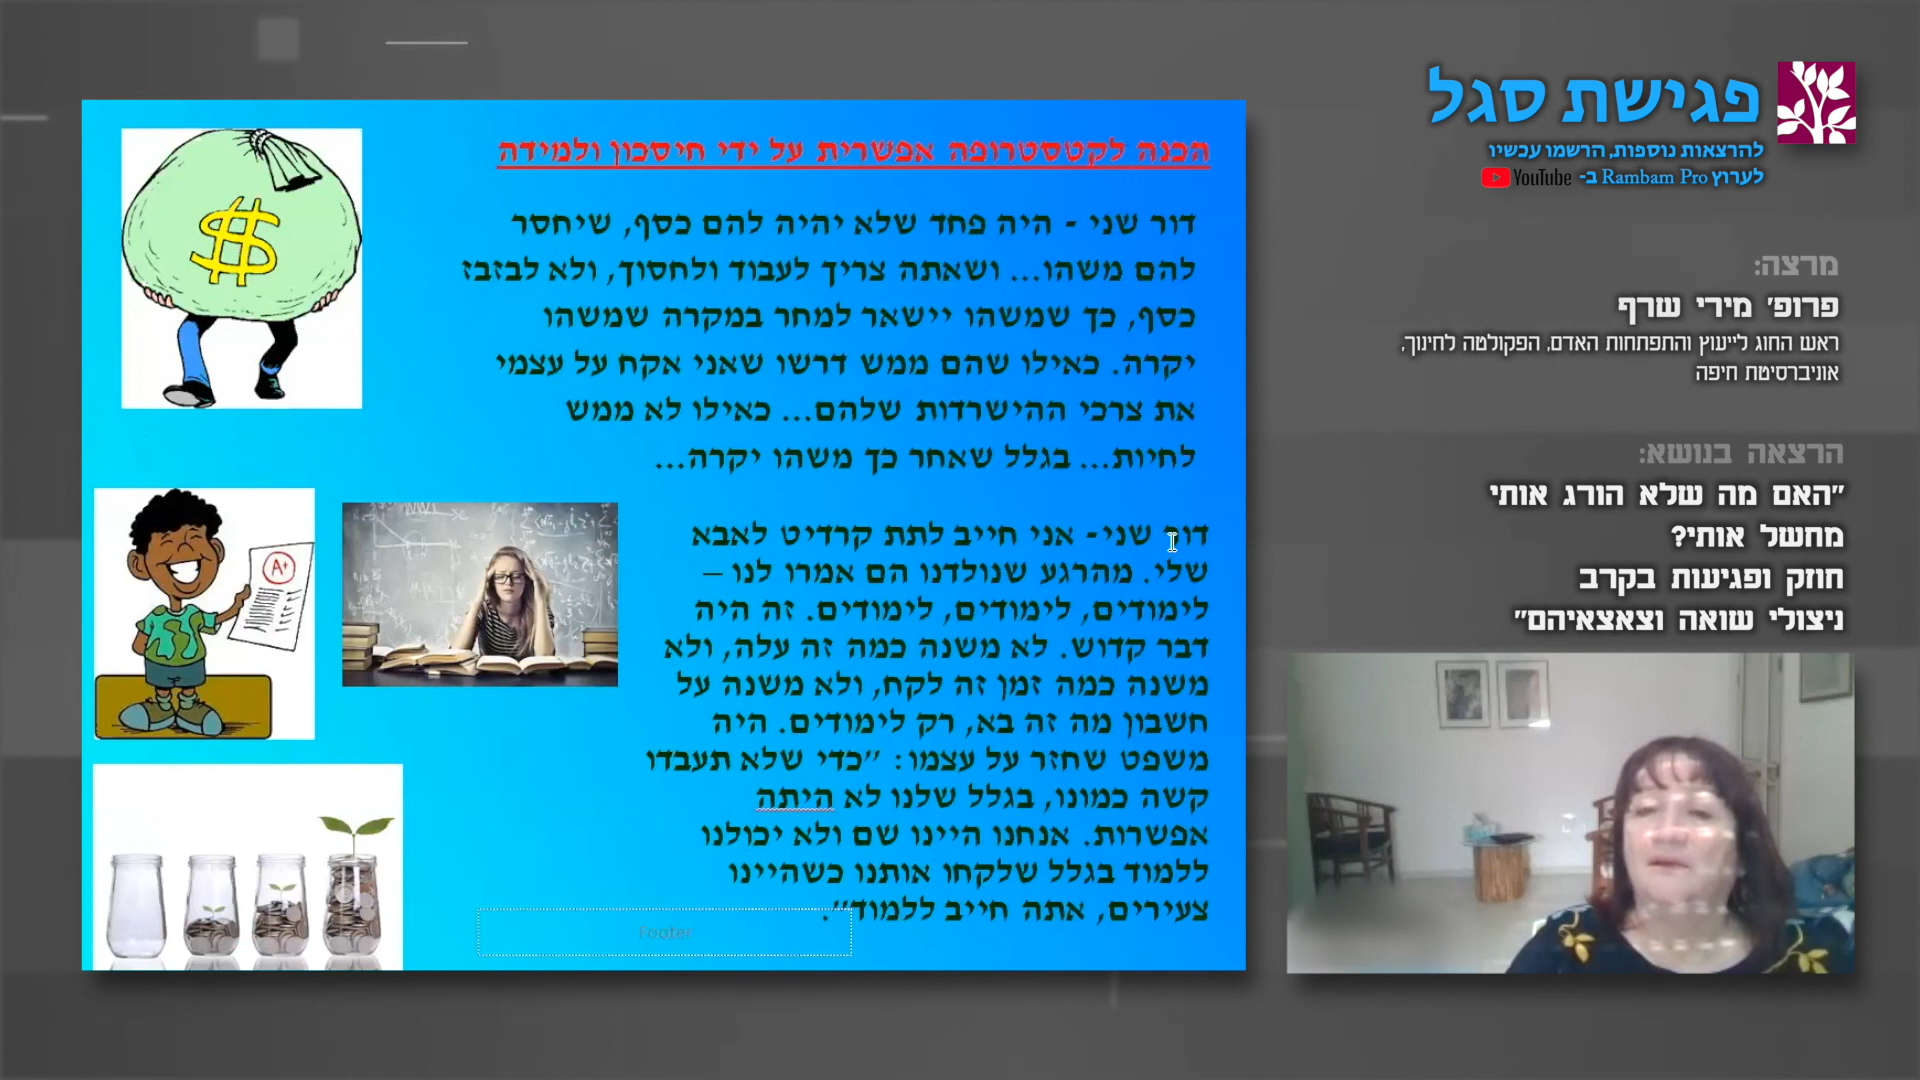 הכנה לקטסטרופה אפשרית על ידי חיסכון ולמידה
דור שני - היה פחד שלא יהיה להם כסף, שיחסר
להם משהו... ושאתה צריך לעבוד ולחסוך, ולא לבזבז
כסף, כך שמשהו יישאר למחר במקרה שמשהו
יקרה. כאילו שהם ממש דרשו שאני אקח על עצמי
את צרכי ההישרדות שלהם... כאילו לא ממש
לחיות... בגלל שאחר כך משהו יקרה...
דור שני- אני חייב לתת קרדיט לאבא
שלי. מהרגע שנולדנו הם אמרו לנו –
לימודים, לימודים, לימודים. זה היה
דבר קדוש. לא משנה כמה זה עלה, ולא
משנה כמה זמן זה לקח, ולא משנה על
חשבון מה זה בא, רק לימודים. היה
משפט שחזר על עצמו: "כדי שלא תעבדו
קשה כמונו, בגלל שלנו לא היתה
אפשרות. אנחנו היינו שם ולא יכולנו
ללמוד בגלל שלקחו אותנו כשהיינו
צעירים, אתה חייב ללמוד".
Footer
$
A+
פגישת סגל
להרצאות נוספות, הרשמו עכשיו
לערוץ Rambam Pro ב- YouTube
מרצה:
פרופ' מירי שרף
ראש החוג לייעוץ והתפתחות האדם, הפקולטה לחינוך,
אוניברסיטת חיפה
הרצאה בנושא:
"האם מה שלא הורג אותי
מחשל אותי?
חוזק ופגיעות בקרב
ניצולי שואה וצאצאיהם"